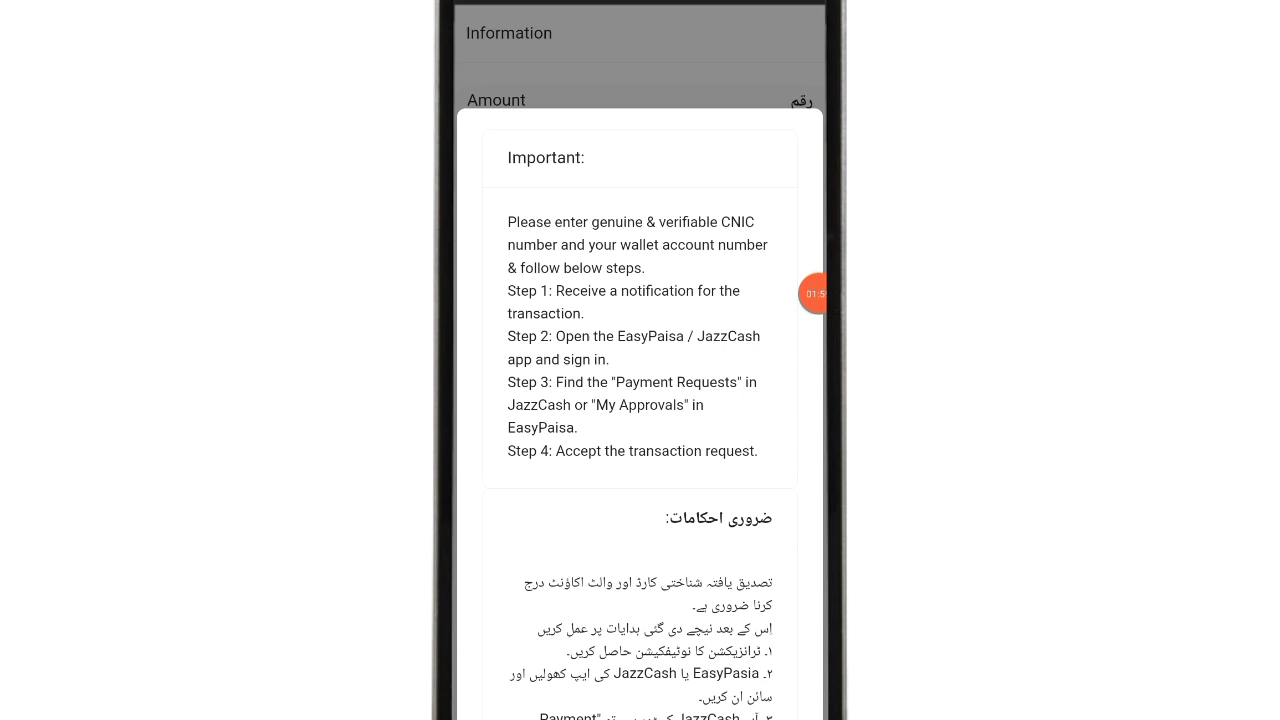 Information
Amount
رقم
Important:
Please enter genuine & verifiable CNIC
number and your wallet account number
& follow below steps.
Step 1: Receive a notification for the
transaction.
Step 2: Open the EasyPaisa / JazzCash
app and sign in.
Step 3: Find the "Payment Requests" in
JazzCash or "My Approvals" in
EasyPaisa.
Step 4: Accept the transaction request.
ضروری احکامات:
تصدیق یافتہ شناختی کارڈ اور والٹ اکاؤنٹ درج
کرنا ضروری ہے۔
اِس کے بعد نیچے دی گئی ہدایات پر عمل کریں
۱۔ ٹرانزیکشن کا نوٹیفکیشن حاصل کریں۔
۲۔ EasyPasia یا JazzCash کی ایپ کھولیں اور
سائن ان کریں۔
JazzCash
"Payment